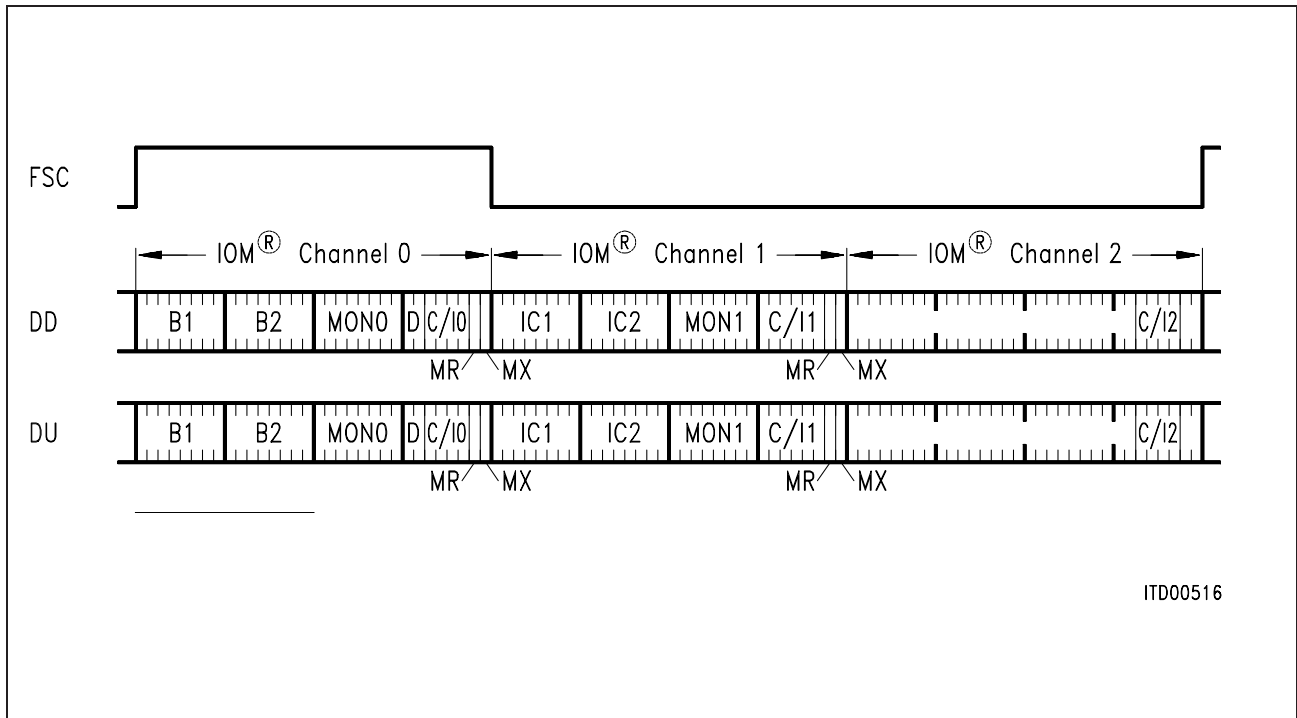 FSC
IOM® Channel 0 IOM® Channel 1 IOM® Channel 2
DD B1 B2 MON0 D C/I0 IC1 IC2 MON1 C/I1 C/I2
MR MX MR MX
DU B1 B2 MON0 D C/I0 IC1 IC2 MON1 C/I1 C/I2
MR MX MR MX
ITD00516